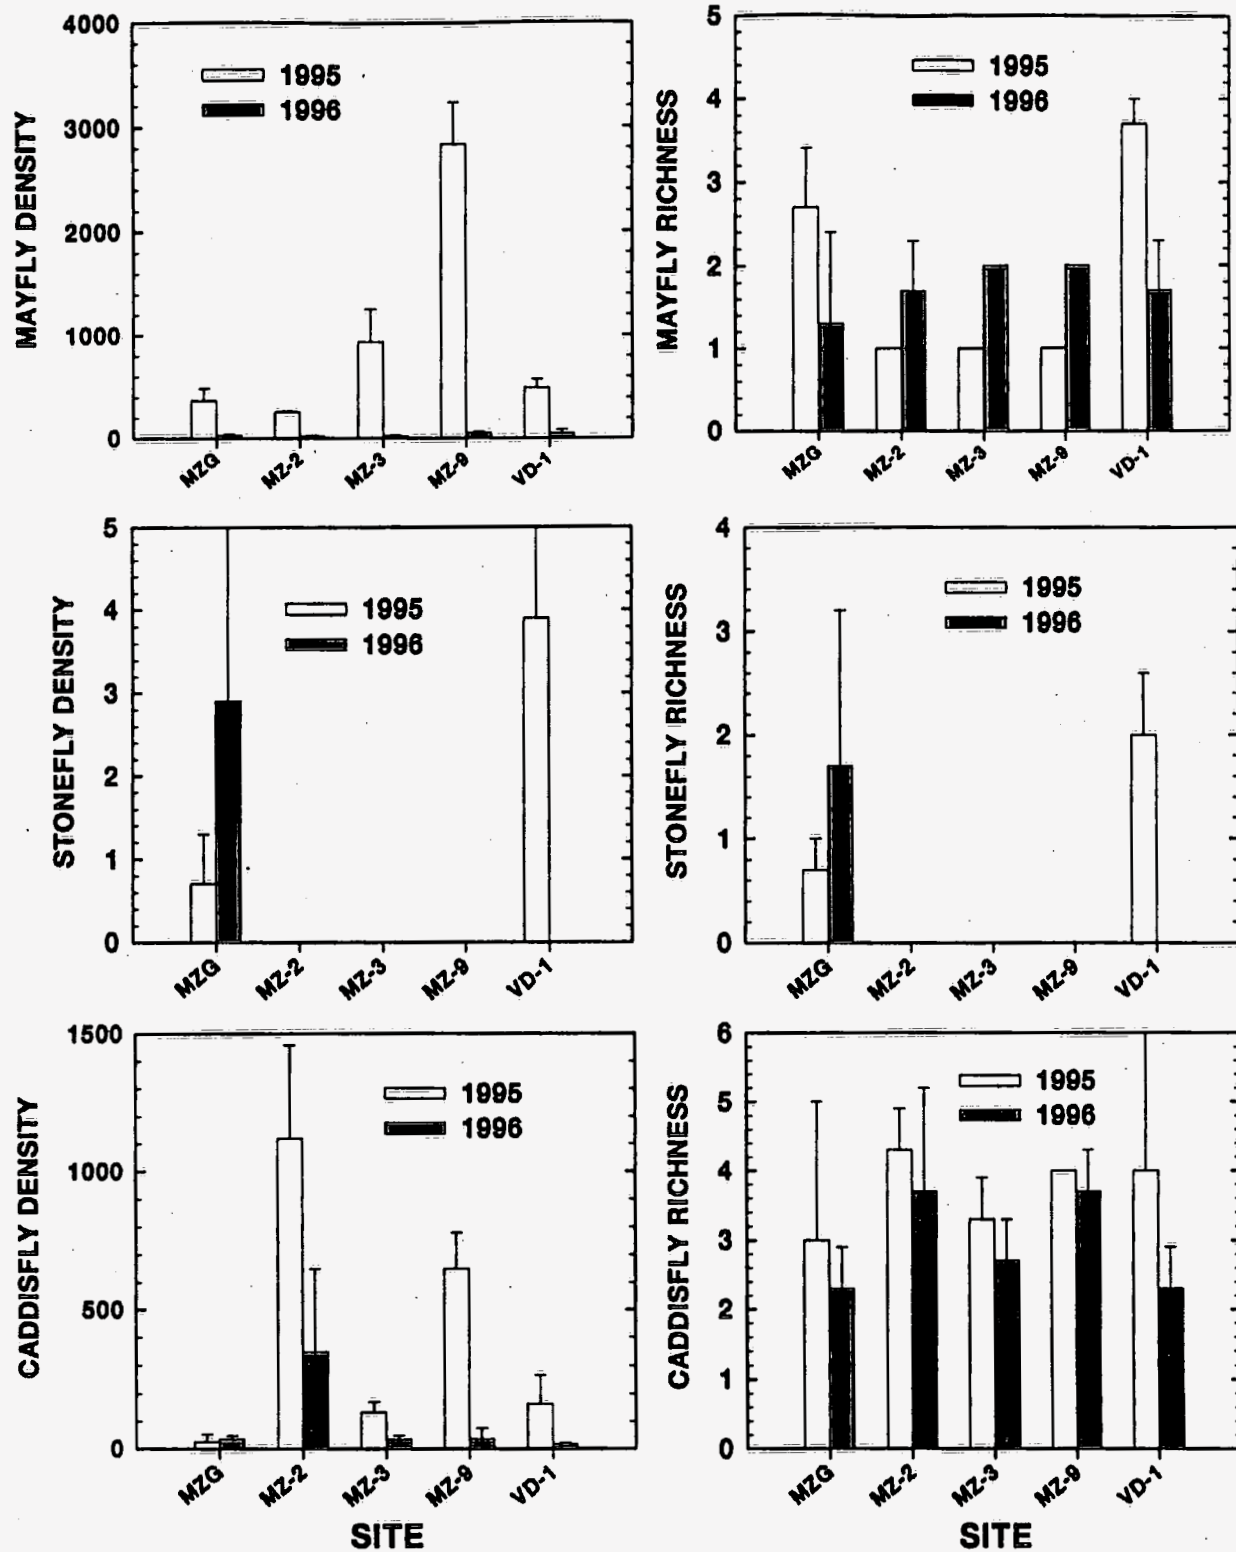 MAYFLY DENSITY
4000
3000
2000
1000
0
1995
1996
MZG
MZ-2
MZ-3
MZ-9
VD-1
MAYFLY RICHNESS
5
4
3
2
1
0
1995
1996
MZG
MZ-2
MZ-3
MZ-9
VD-1
STONEFLY DENSITY
5
4
3
2
1
0
1995
1996
MZG
MZ-2
MZ-3
MZ-9
VD-1
STONEFLY RICHNESS
4
3
2
1
0
1995
1996
MZG
MZ-2
MZ-3
MZ-9
VD-1
CADDISFLY DENSITY
1500
1000
500
0
1995
1996
MZG
MZ-2
MZ-3
MZ-9
VD-1
SITE
CADDISFLY RICHNESS
6
5
4
3
2
1
0
1995
1996
MZG
MZ-2
MZ-3
MZ-9
VD-1
SITE